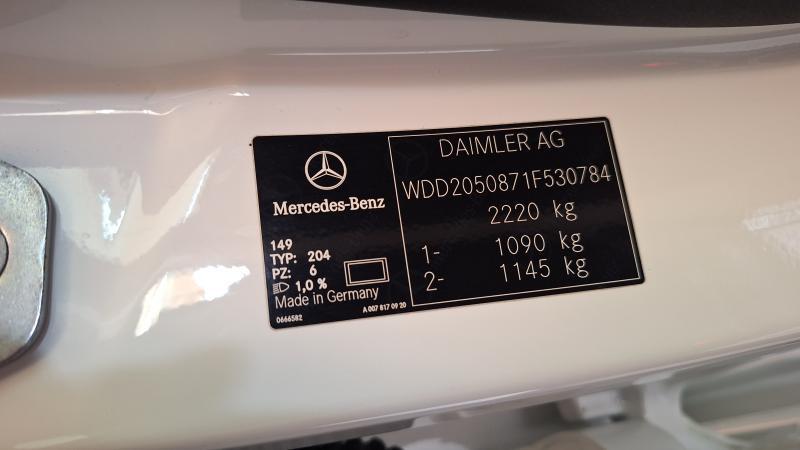 Mercedes-Benz
149
TYP: 204
PZ: 6
1,0 %
Made in Germany
0666582
A 007 817 09 20
DAIMLER AG
WDD2050871F530784
2220 kg
1- 1090 kg
2- 1145 kg